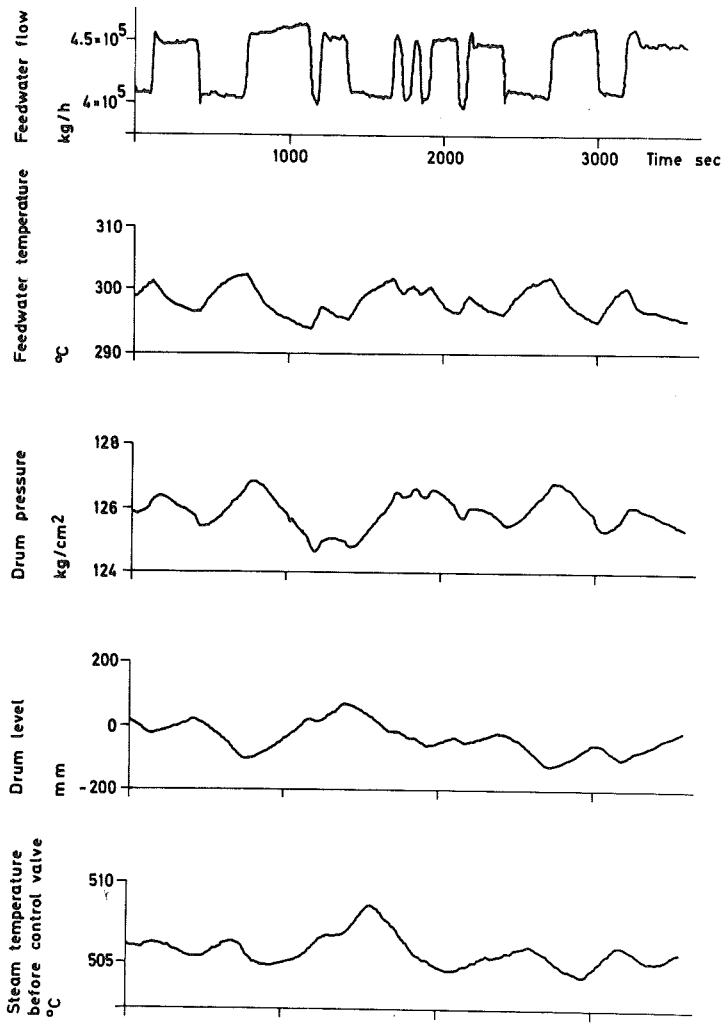 Feedwater flow
kg/h
4.5×10⁵
4×10⁵
1000
2000
3000
Time sec
Feedwater temperature
°C
310
300
290
Drum pressure
kg/cm²
128
126
124
Drum level
mm
200
0
-200
Steam temperature
before control valve
°C
510
505